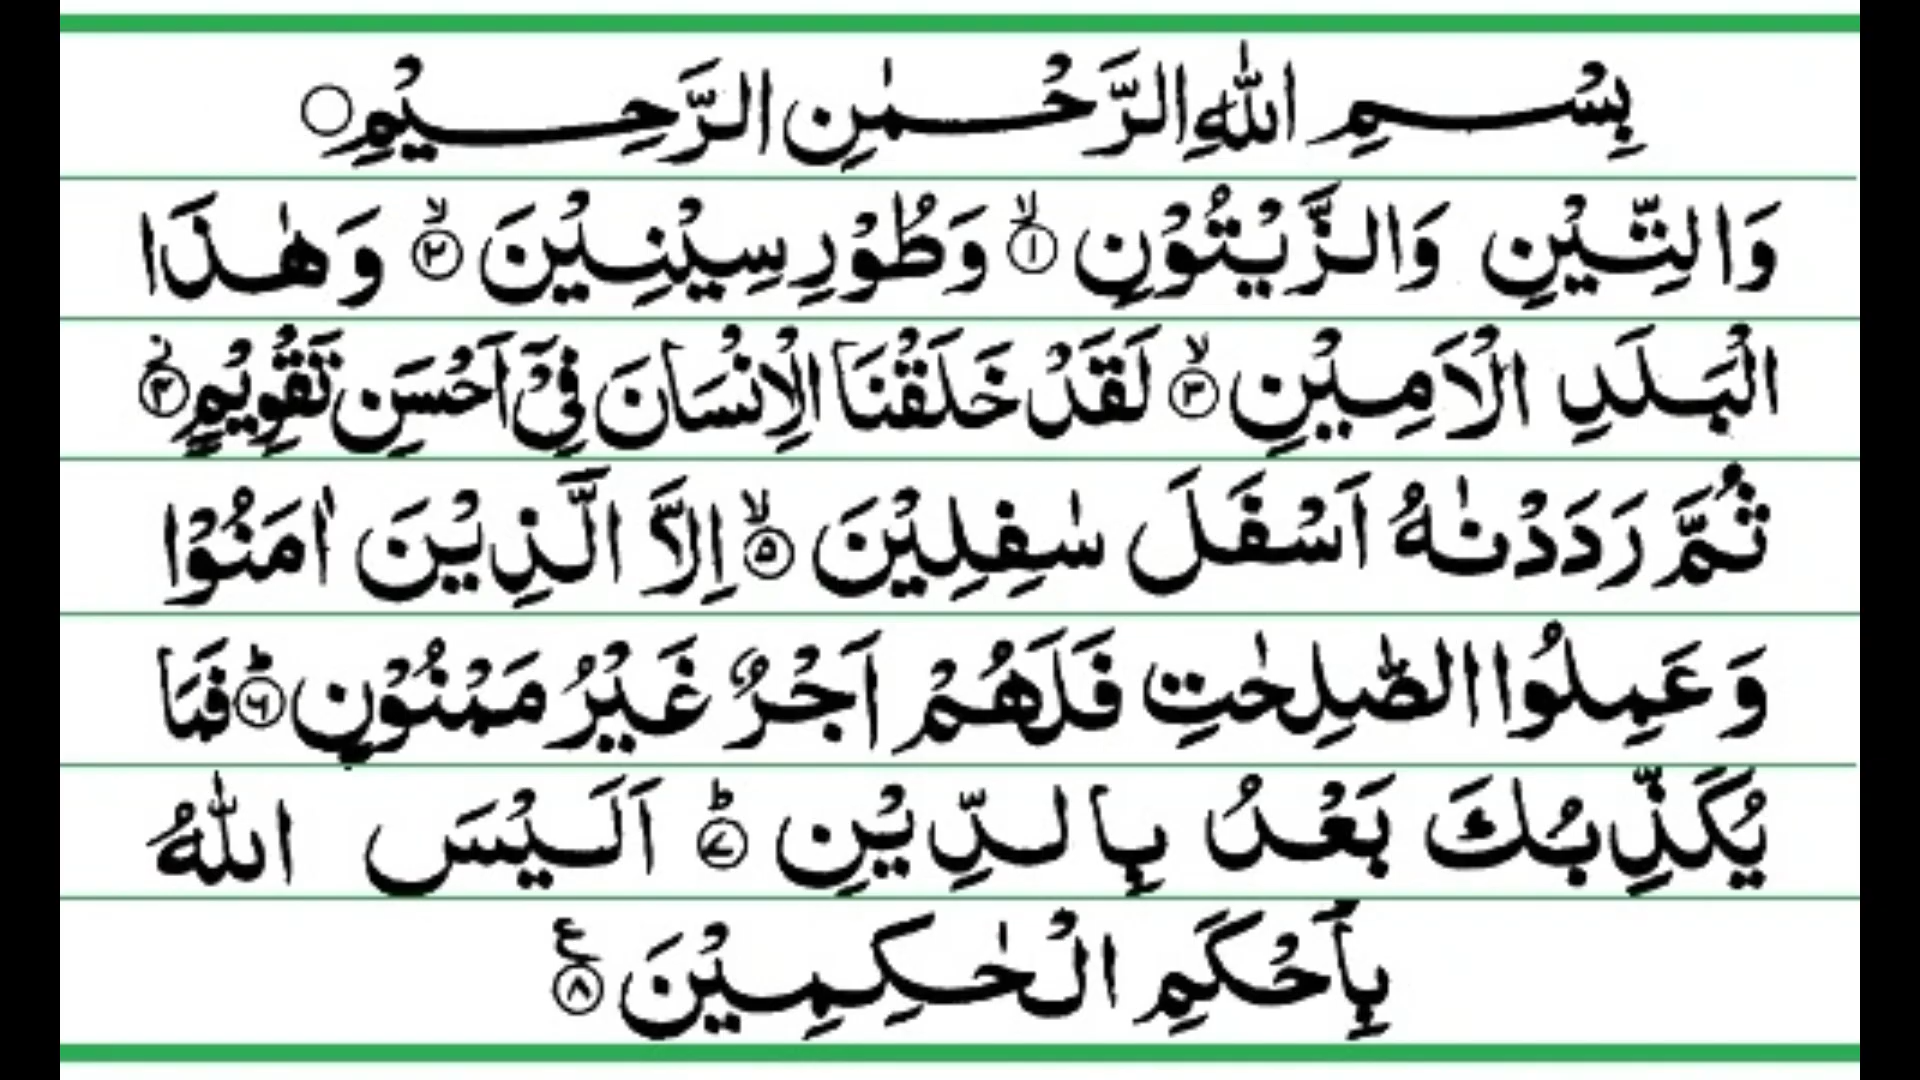 بِسْمِ اللّٰهِ الرَّحْمٰنِ الرَّحِيْمِ ○
وَالتِّيْنِ وَالزَّيْتُوْنِ ۙ﴿۱﴾ وَطُوْرِ سِيْنِيْنَ ۙ﴿۲﴾ وَهٰذَا
الْبَلَدِ الْاَمِيْنِ ۙ﴿۳﴾ لَقَدْ خَلَقْنَا الْاِنْسَانَ فِيْۤ اَحْسَنِ تَقْوِيْمٍ ۫﴿۴﴾
ثُمَّ رَدَدْنٰهُ اَسْفَلَ سٰفِلِيْنَ ۙ﴿۵﴾ اِلَّا الَّذِيْنَ اٰمَنُوْا
وَعَمِلُوا الصّٰلِحٰتِ فَلَهُمْ اَجْرٌ غَيْرُ مَمْنُوْنٍ ؕ﴿۶﴾ فَمَا
يُكَذِّبُكَ بَعْدُ بِالدِّيْنِ ؕ﴿۷﴾ اَلَيْسَ اللّٰهُ
بِاَحْكَمِ الْحٰكِمِيْنَ ﴿۸﴾ ع